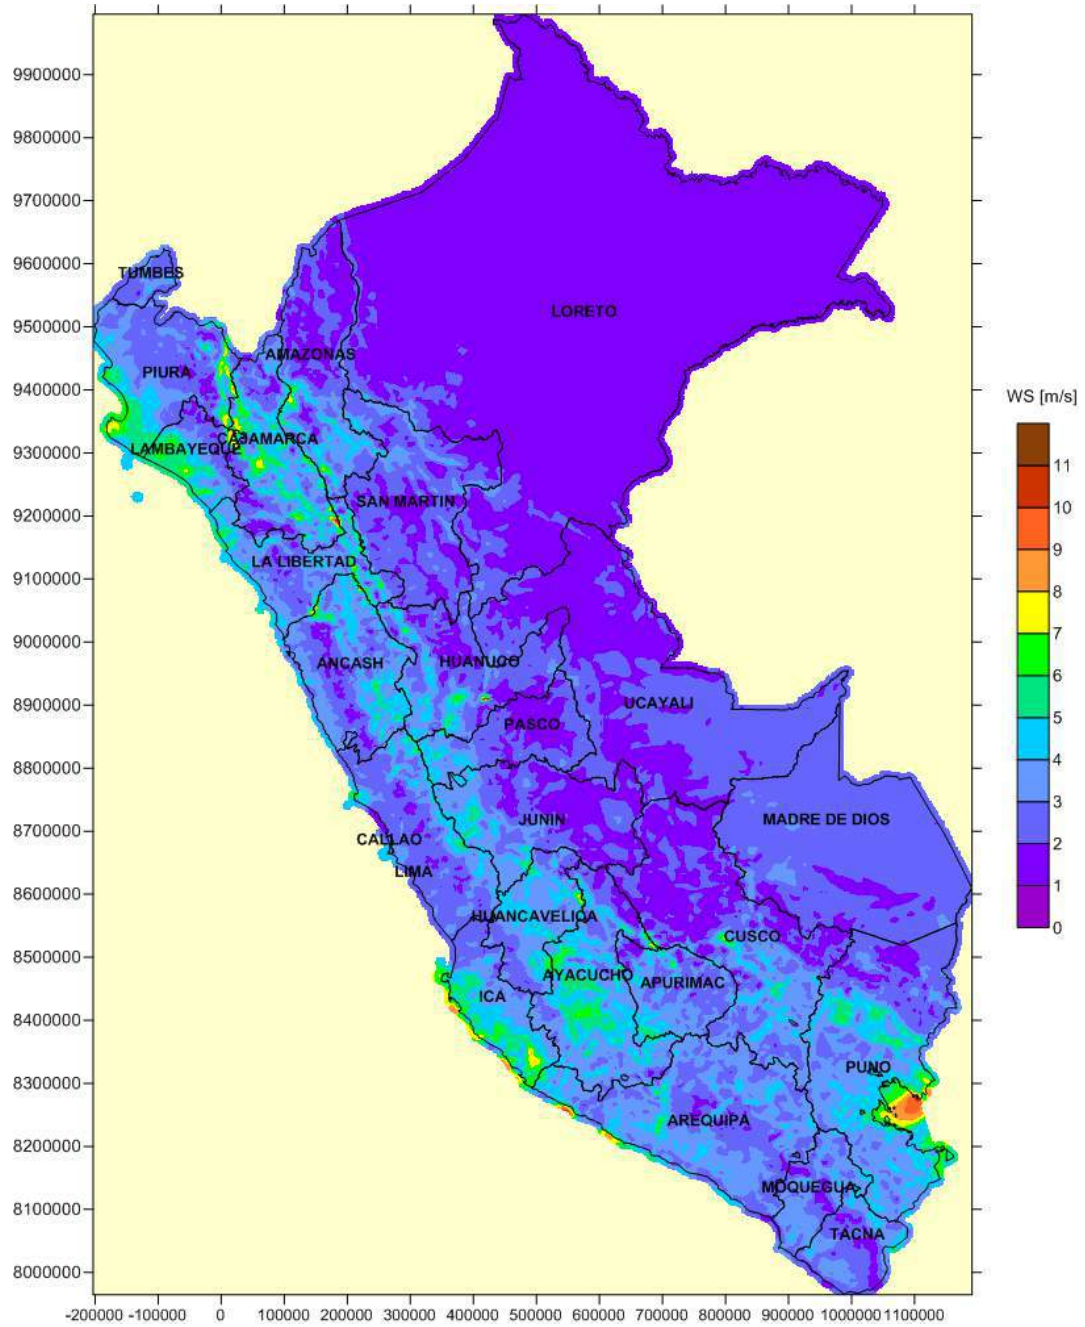 9900000
9800000
9700000
9600000
9500000
9400000
9300000
9200000
9100000
9000000
8900000
8800000
8700000
8600000
8500000
8400000
8300000
8200000
8100000
8000000
TUMBES
LORETO
AMAZONAS
PIURA
CAJAMARCA
LAMBAYEQUE
SAN MARTIN
LA LIBERTAD
ANCASH
HUANUCO
UCAYALI
PASCO
JUNIN
MADRE DE DIOS
CALLAO
LIMA
HUANCAVELICA
CUSCO
AYACUCHO
APURIMAC
ICA
PUNO
AREQUIPA
MOQUEGUA
TACNA
-200000 -100000 0 100000 200000 300000 400000 500000 600000 700000 800000 900000 1000000 1100000
WS [m/s]
11
10
9
8
7
6
5
4
3
2
1
0